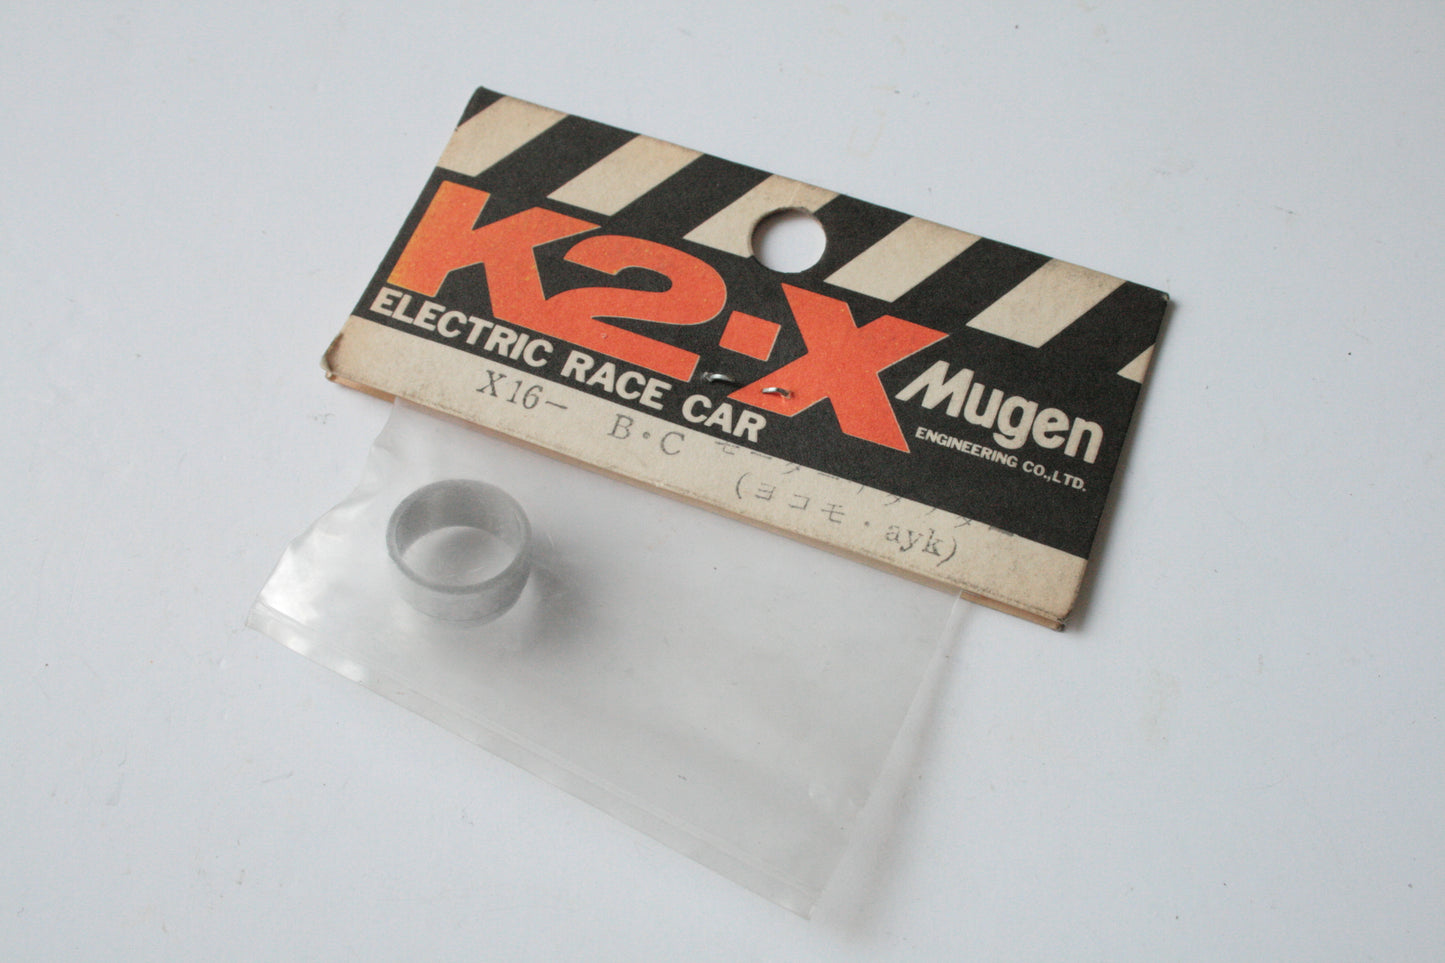 K2·X
ELECTRIC RACE CAR
Mugen
ENGINEERING CO.,LTD.
X16-
B・C
(ヨコモ・ayk)